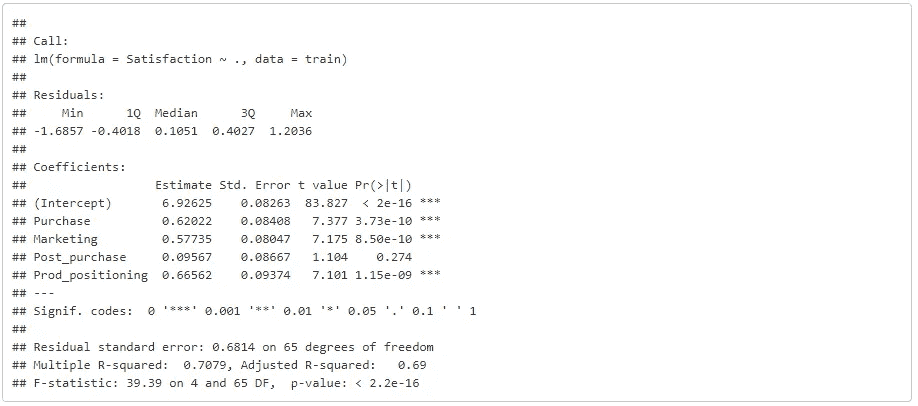 ##
## Call:
## lm(formula = Satisfaction ~ ., data = train)
##
## Residuals:
##     Min      1Q  Median      3Q     Max
## -1.6857 -0.4018  0.1051  0.4027  1.2036
##
## Coefficients:
##                  Estimate Std. Error t value Pr(>|t|)
## (Intercept)       6.92625    0.08263  83.827  < 2e-16 ***
## Purchase          0.62022    0.08408   7.377 3.73e-10 ***
## Marketing         0.57735    0.08047   7.175 8.50e-10 ***
## Post_purchase     0.09567    0.08667   1.104    0.274
## Prod_positioning  0.66562    0.09374   7.101 1.15e-09 ***
## ---
## Signif. codes:  0 '***' 0.001 '**' 0.01 '*' 0.05 '.' 0.1 ' ' 1
##
## Residual standard error: 0.6814 on 65 degrees of freedom
## Multiple R-squared:  0.7079, Adjusted R-squared:   0.69
## F-statistic: 39.39 on 4 and 65 DF,  p-value: < 2.2e-16